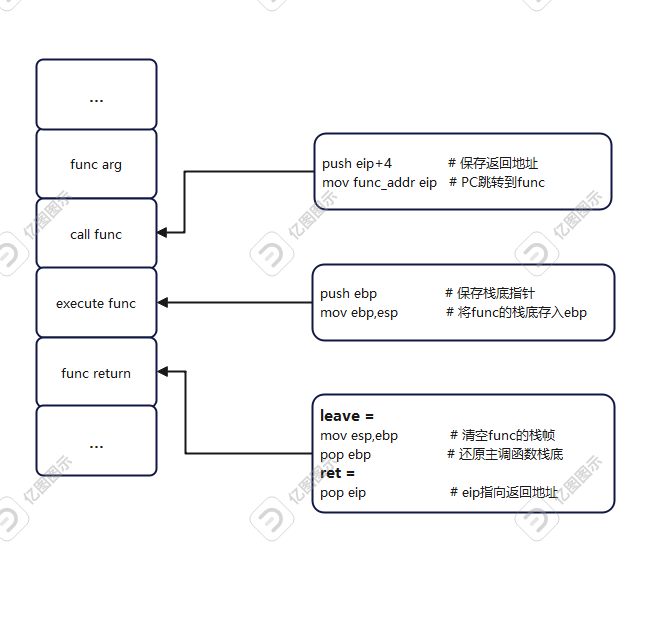 ...
func arg
call func
execute func
func return
...
push eip+4 # 保存返回地址
mov func_addr eip # PC跳转到func
push ebp # 保存栈底指针
mov ebp,esp # 将func的栈底存入ebp
leave =
mov esp,ebp # 清空func的栈帧
pop ebp # 还原主调函数栈底
ret =
pop eip # eip指向返回地址
亿图图示
亿图图示
亿图图示
亿图图示
亿图图示
亿图图示